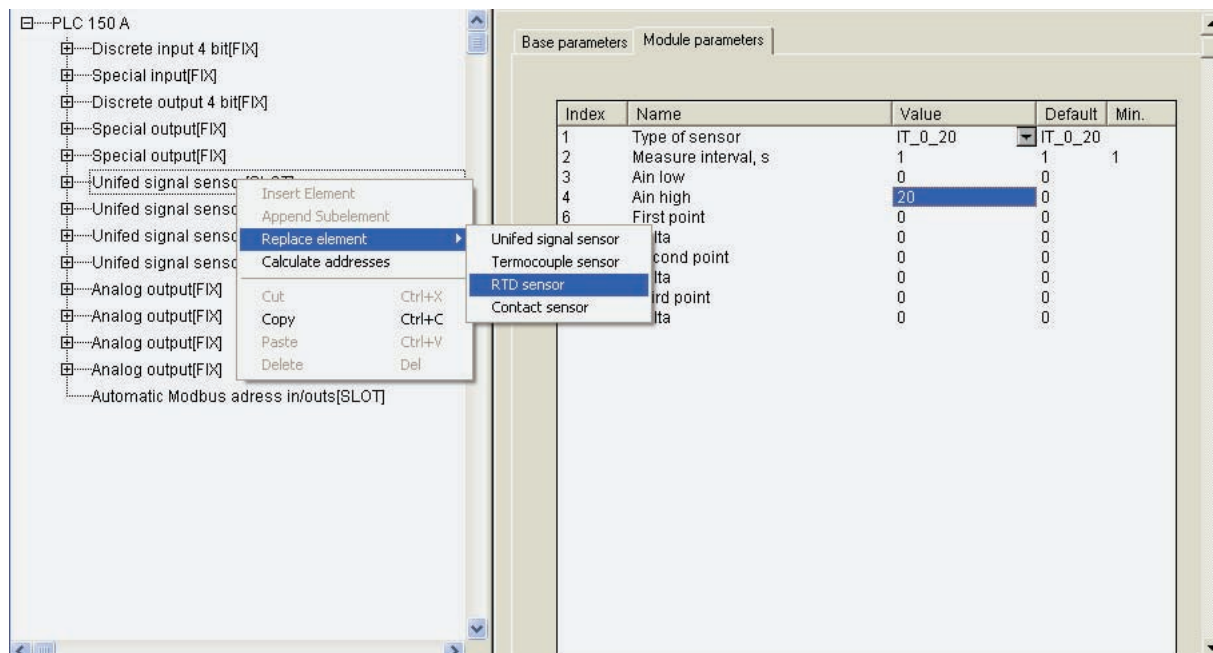 PLC 150 A
Discrete input 4 bit[FIX]
Special input[FIX]
Discrete output 4 bit[FIX]
Special output[FIX]
Special output[FIX]
Unifed signal senso
Unifed signal senso
Unifed signal senso
Unifed signal senso
Analog output[FIX]
Analog output[FIX]
Analog output[FIX]
Analog output[FIX]
Automatic Modbus adress in/outs[SLOT]
Insert Element
Append Subelement
Replace element
Calculate addresses
Cut Ctrl+X
Copy Ctrl+C
Paste Ctrl+V
Delete Del
Unifed signal sensor
Termocouple sensor
RTD sensor
Contact sensor
Base parameters Module parameters
Index Name Value Default Min.
1 Type of sensor IT_0_20 IT_0_20
2 Measure interval, s 1 1 1
3 Ain low 0 0
4 Ain high 20 0
6 First point 0 0
lta 0 0
cond point 0 0
lta 0 0
ird point 0 0
lta 0 0